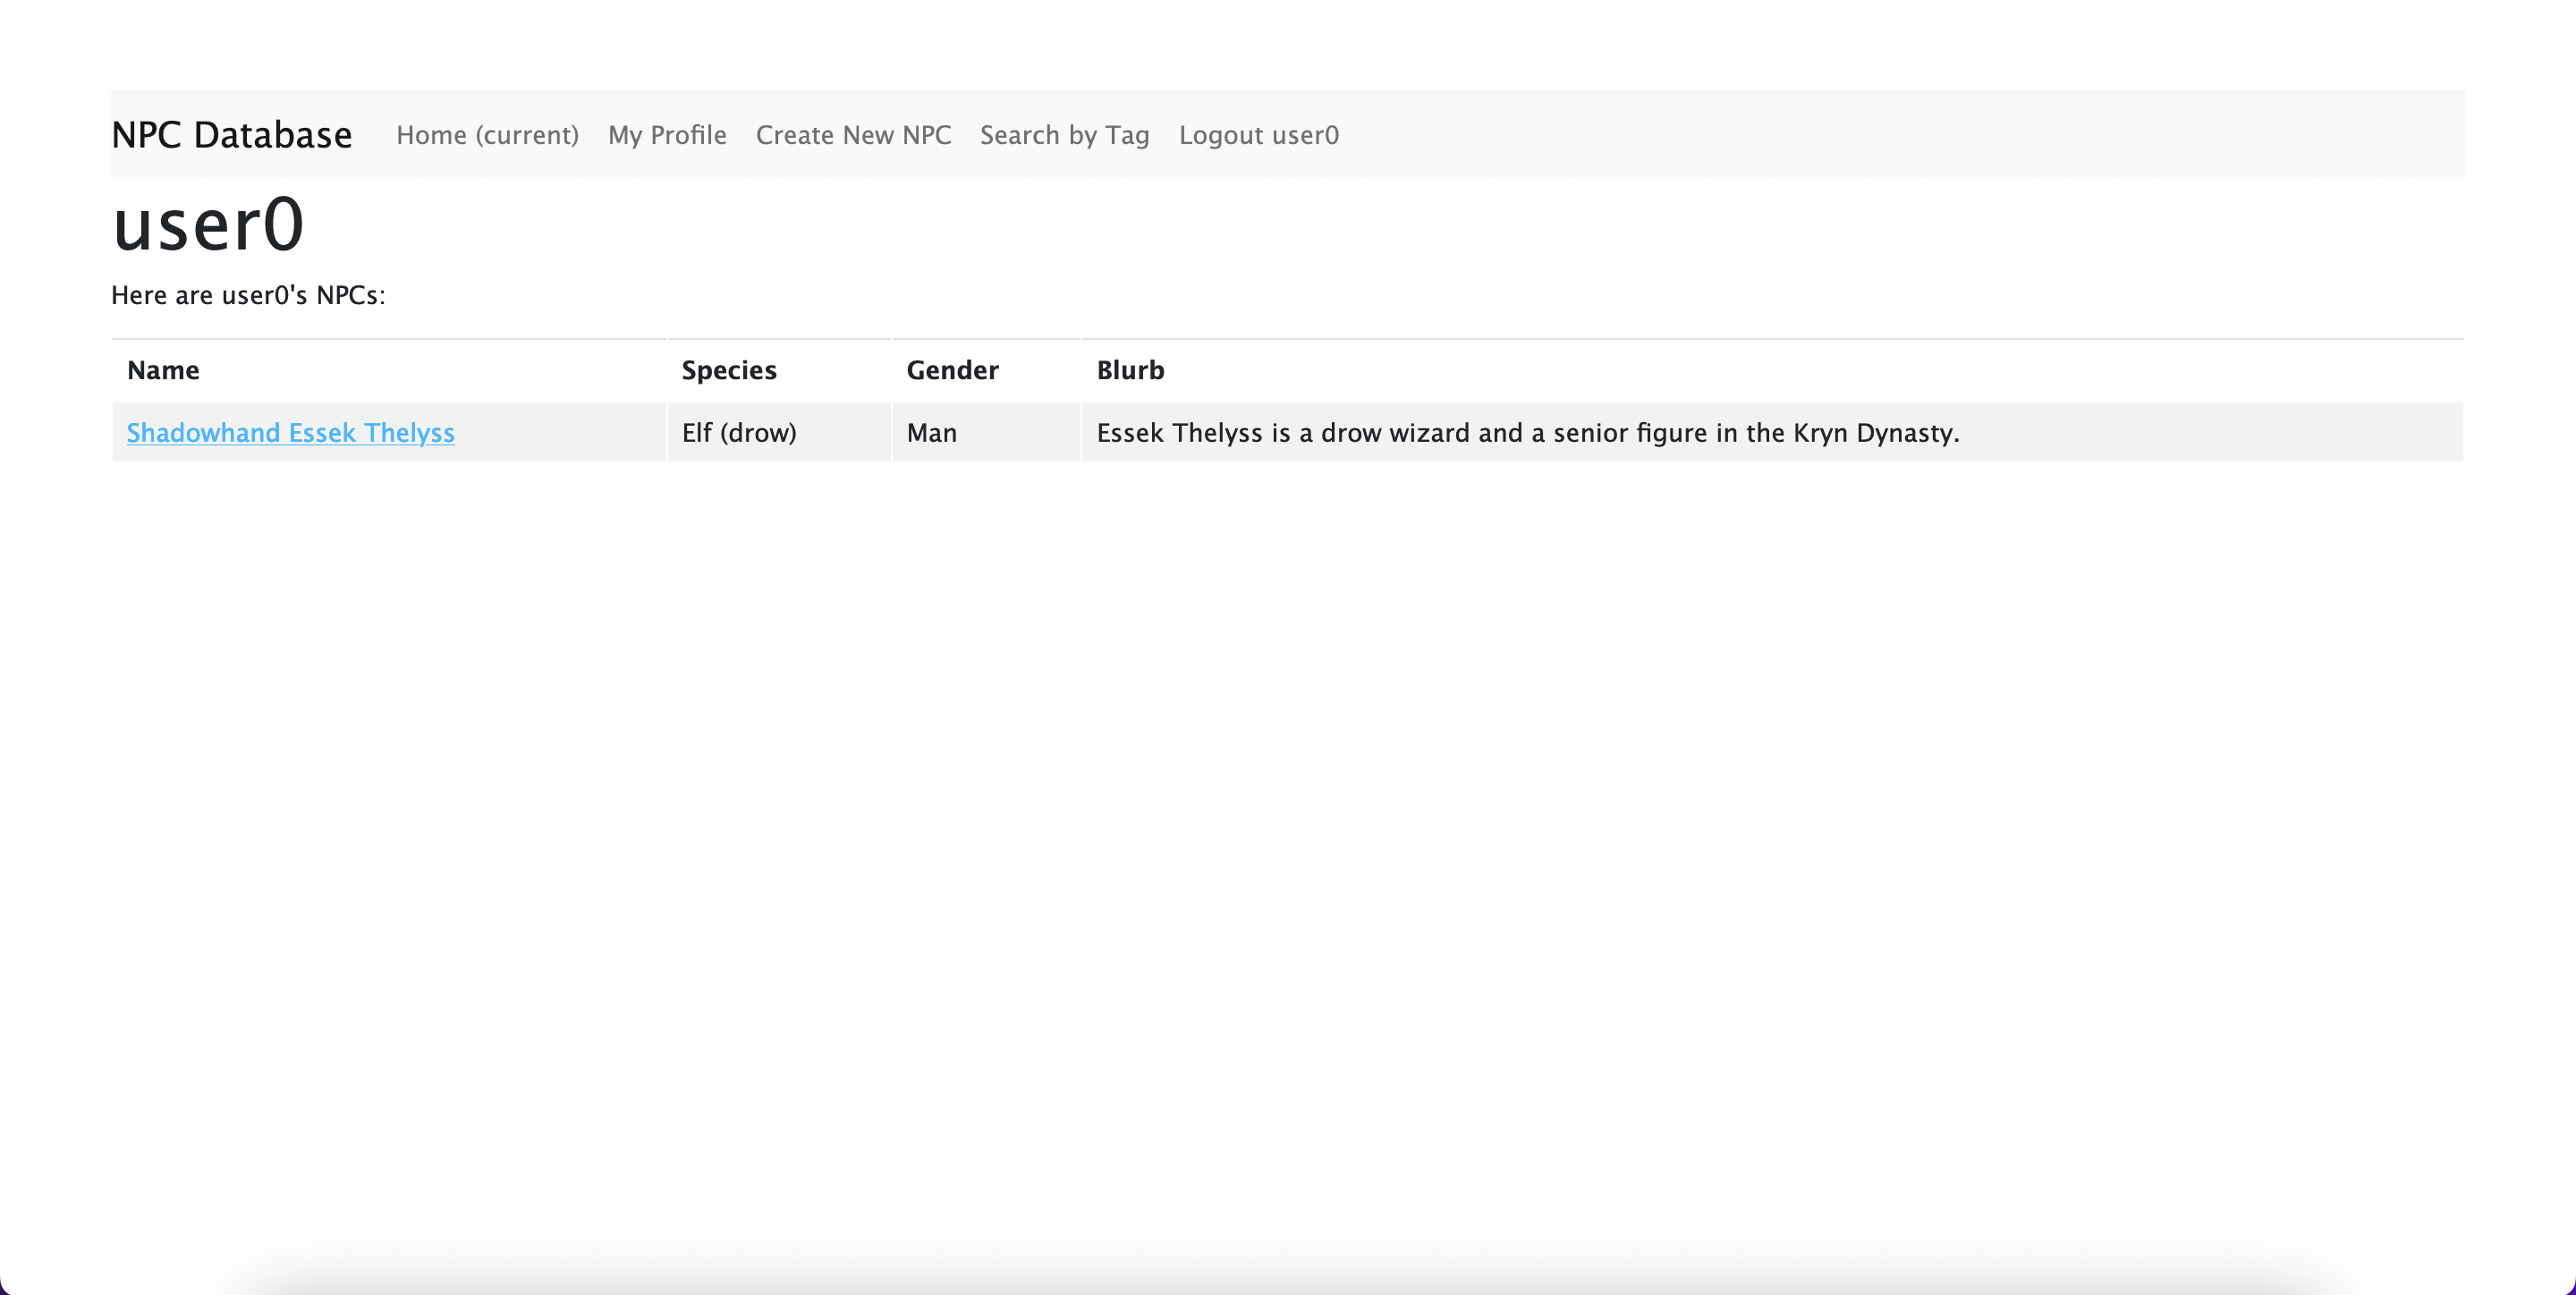 NPC Database Home (current) My Profile Create New NPC Search by Tag Logout user0
user0
Here are user0's NPCs:
Name Species Gender Blurb
Shadowhand Essek Thelyss Elf (drow) Man Essek Thelyss is a drow wizard and a senior figure in the Kryn Dynasty.